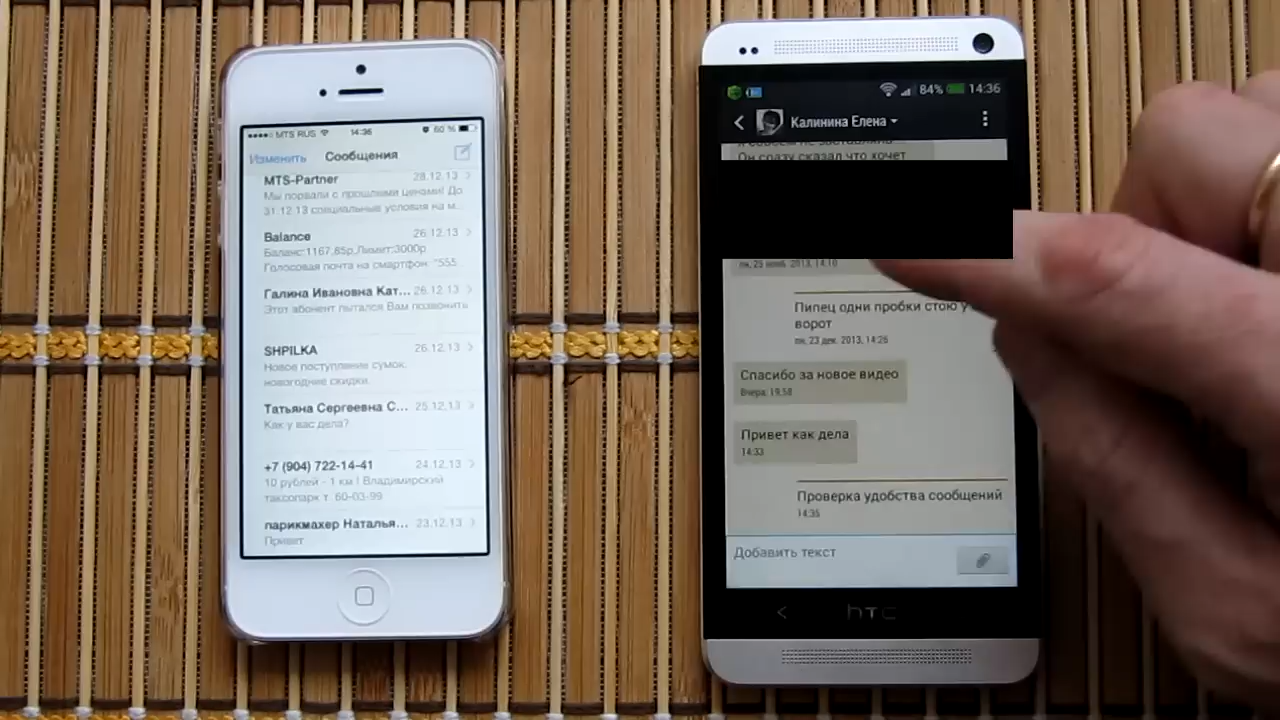 MTS RUS
14:36
60 %
Изменить
Сообщения
MTS-Partner
28.12.13
Мы порвали с прошлыми ценами! До
31.12.13 специальные условия на м...
Balance
26.12.13
Баланс:1167,85р,Лимит:3000р
Голосовая почта на смартфон: *555.
Галина Ивановна Кат...
26.12.13
Этот абонент пытался Вам позвонить
SHPILKA
26.12.13
Новое поступление сумок.
новогодние скидки.
Татьяна Сергеевна С...
25.12.13
Как у вас дела?
+7 (904) 722-14-41
24.12.13
10 рублей - 1 км ! Владимирский
таксопарк т. 60-03-99
парикмахер Наталья...
23.12.13
Привет
84%
14:36
Калинина Елена
Он сразу сказал что хочет
пн, 25 нояб. 2013, 14:10
Пипец одни пробки стою у
ворот
пн, 23 дек. 2013, 14:26
Спасибо за новое видео
Вчера, 19:58
Привет как дела
14:33
Проверка удобства сообщений
14:35
Добавить текст
hTC